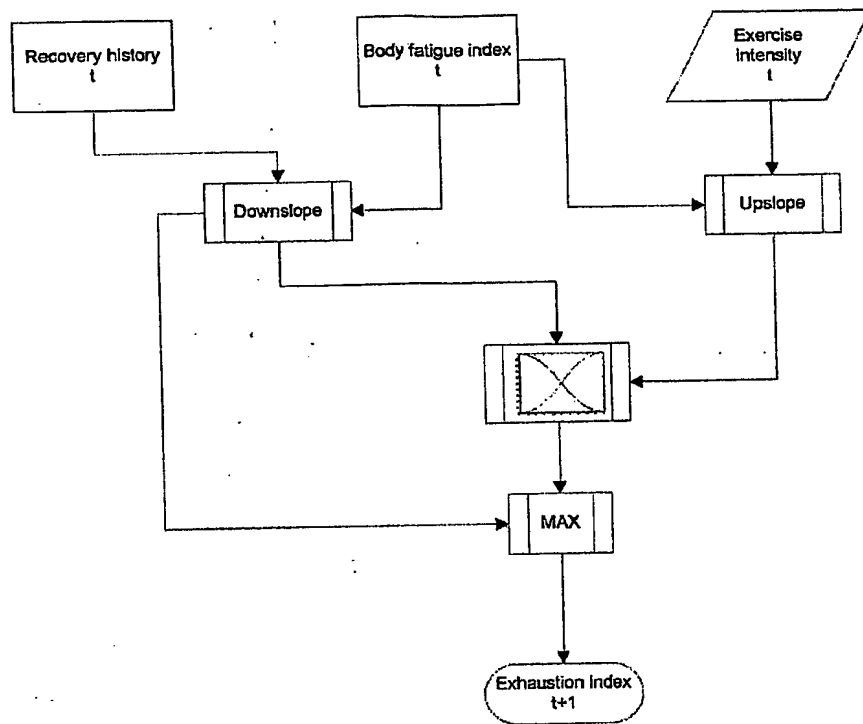 Recovery history
t
Body fatigue index
t
Exercise
intensity
t
Downslope
Upslope
MAX
Exhaustion Index
t+1